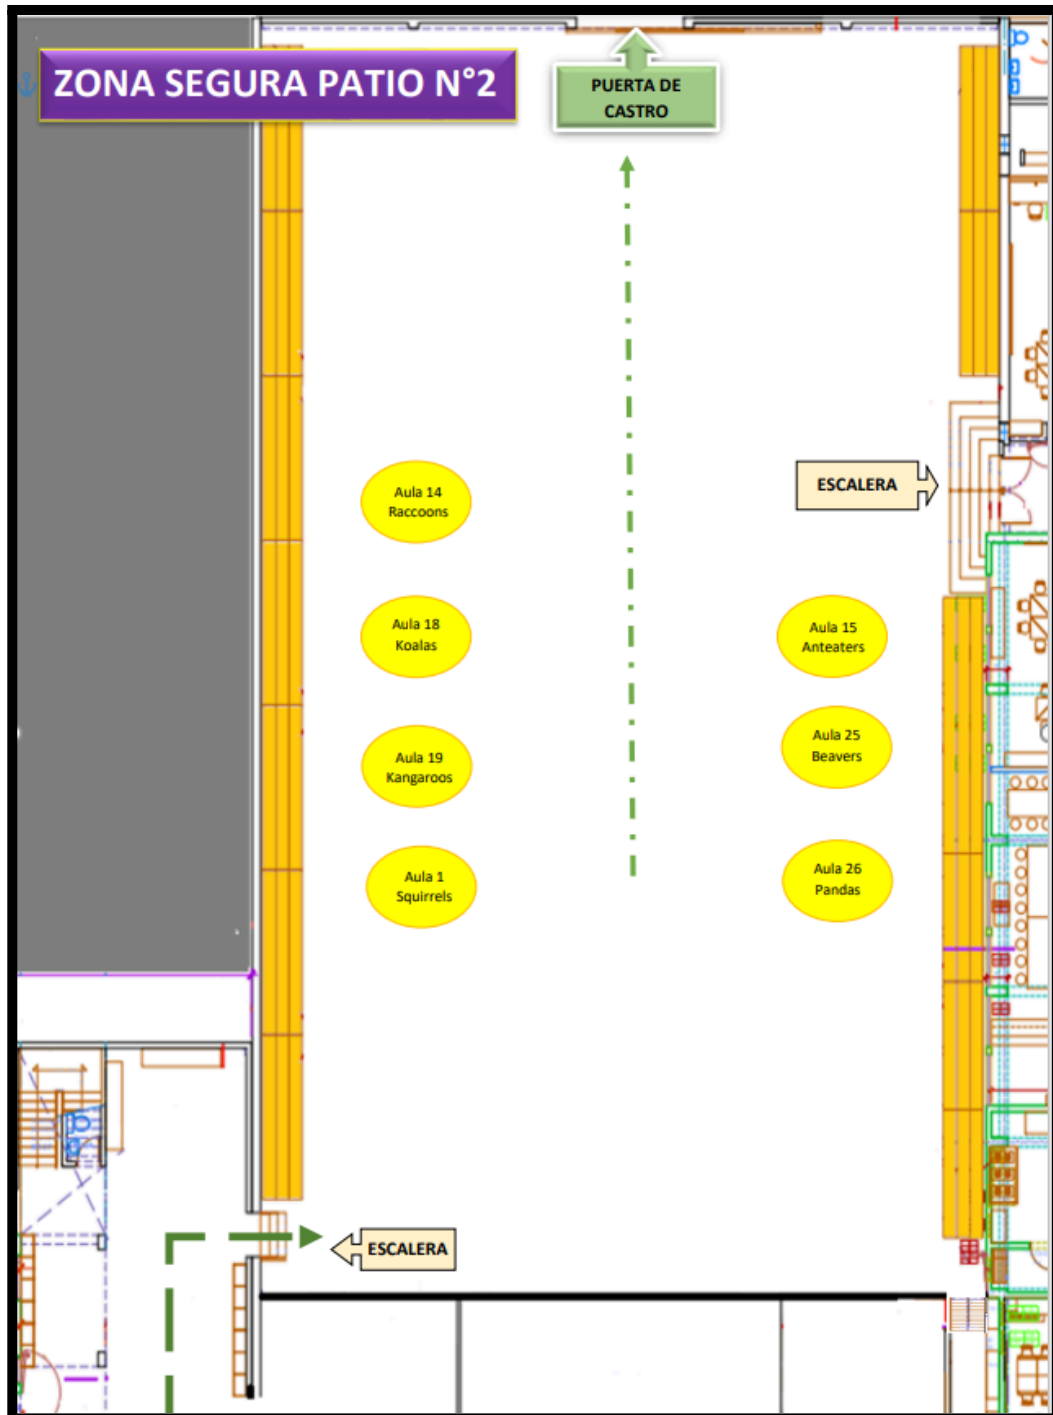 ZONA SEGURA PATIO N°2
PUERTA DE
CASTRO
Aula 14
Raccoons
ESCALERA
Aula 18
Koalas
Aula 15
Anteaters
Aula 19
Kangaroos
Aula 25
Beavers
Aula 1
Squirrels
Aula 26
Pandas
ESCALERA